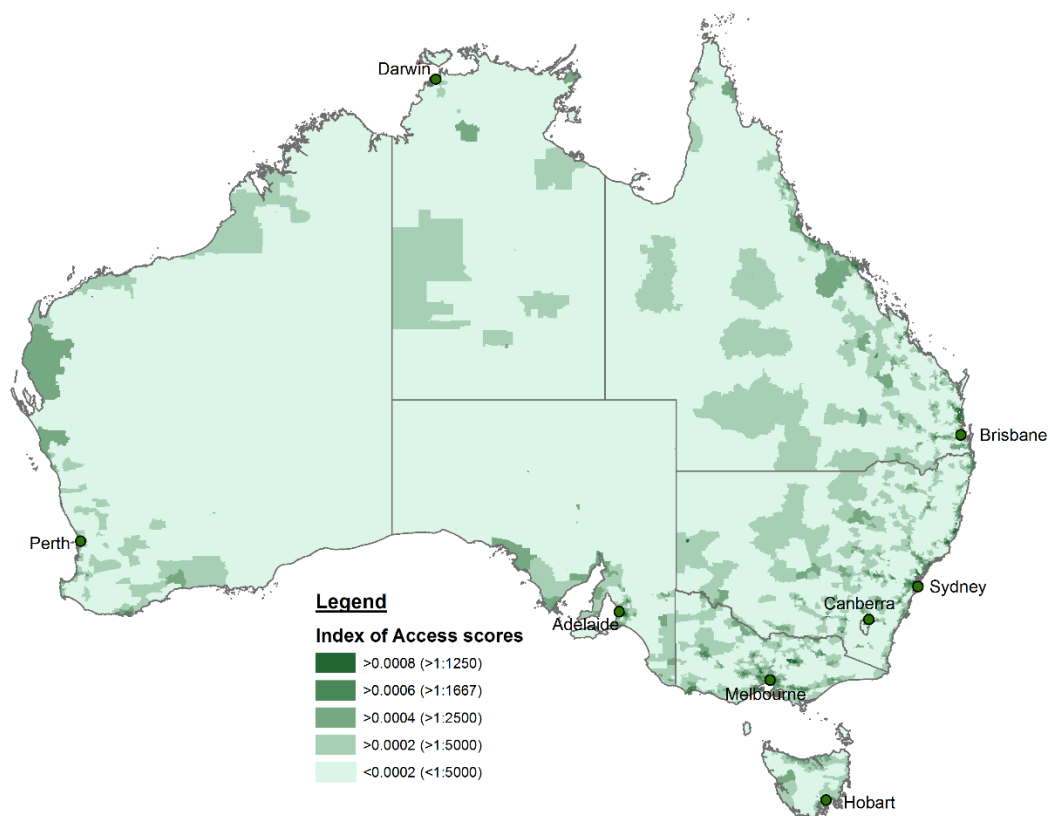 Darwin
Brisbane
Perth
Sydney
Canberra
Adelaide
Melbourne
Hobart
Legend
Index of Access scores
>0.0008 (>1:1250)
>0.0006 (>1:1667)
>0.0004 (>1:2500)
>0.0002 (>1:5000)
<0.0002 (<1:5000)